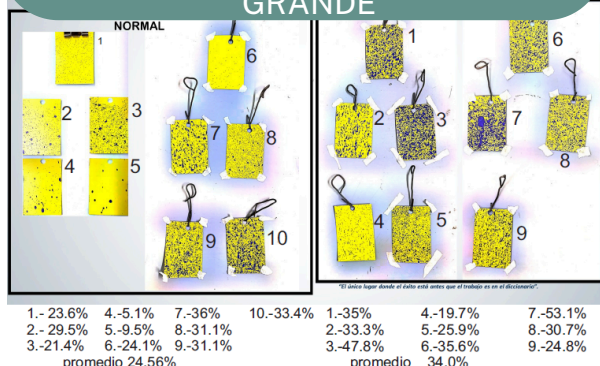 GRANDE
NORMAL
1
2
3
4
5
6
7
8
9
10
1
2
3
4
5
6
7
8
9
"El único lugar donde el éxito está antes que el trabajo es en el diccionario".
1.- 23.6% 4.-5.1% 7.-36% 10.-33.4%
2.- 29.5% 5.-9.5% 8.-31.1%
3.-21.4% 6.-24.1% 9.-31.1%
promedio 24.56%
1.-35% 4.-19.7% 7.-53.1%
2.-33.3% 5.-25.9% 8.-30.7%
3.-47.8% 6.-35.6% 9.-24.8%
promedio 34.0%